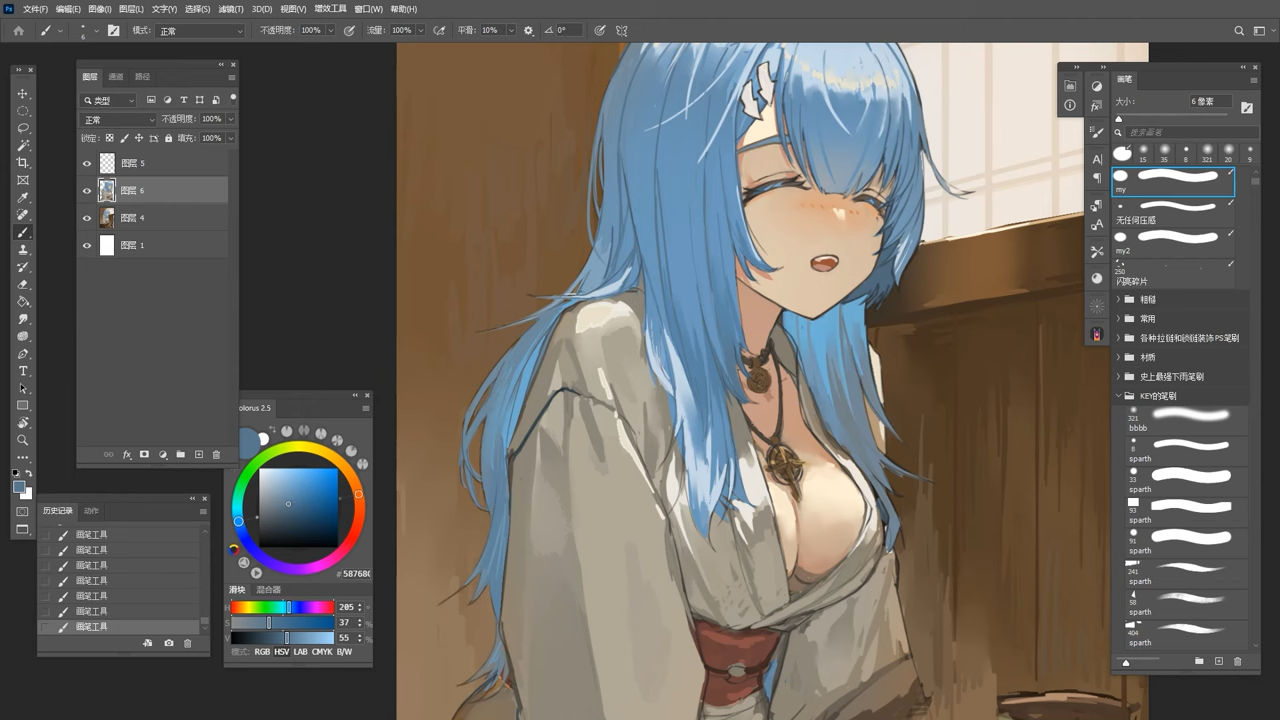 Ps 文件(F) 编辑(E) 图像(I) 图层(L) 文字(Y) 选择(S) 滤镜(T) 3D(D) 视图(V) 增效工具 窗口(W) 帮助(H)
6 模式: 正常 不透明度: 100% 流量: 100% 平滑: 10% 0°
图层 通道 路径
类型
正常 不透明度: 100%
锁定: 填充: 100%
图层 5
图层 6
图层 4
图层 1
fx
olorus 2.5
# 58768
滑块 混合器
H 205 °
S 37 %
V 55 %
模式: RGB HSV LAB CMYK B/W
历史记录 动作
画笔工具
画笔工具
画笔工具
画笔工具
画笔工具
画笔工具
画笔工具
画笔
大小: 6 像素
搜索画笔
15 35 8 321 20 9
my
无任何压感
my2
250
闪亮碎片
粗糙
常用
各种拉链和锁链装饰PS笔刷
材质
史上最强下雨笔刷
KEY的笔刷
321
bbbb
8
sparth
33
sparth
93
sparth
91
sparth
241
sparth
58
sparth
404
sparth